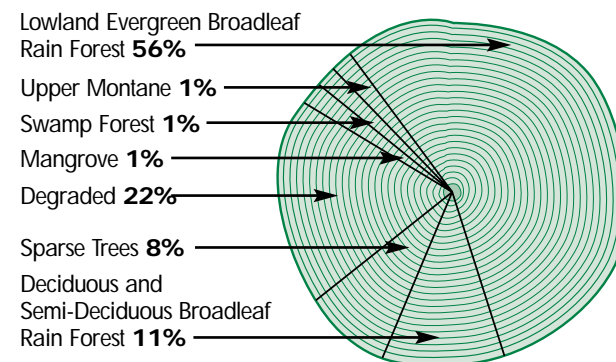 Lowland Evergreen Broadleaf
Rain Forest 56%
Upper Montane 1%
Swamp Forest 1%
Mangrove 1%
Degraded 22%
Sparse Trees 8%
Deciduous and
Semi-Deciduous Broadleaf
Rain Forest 11%